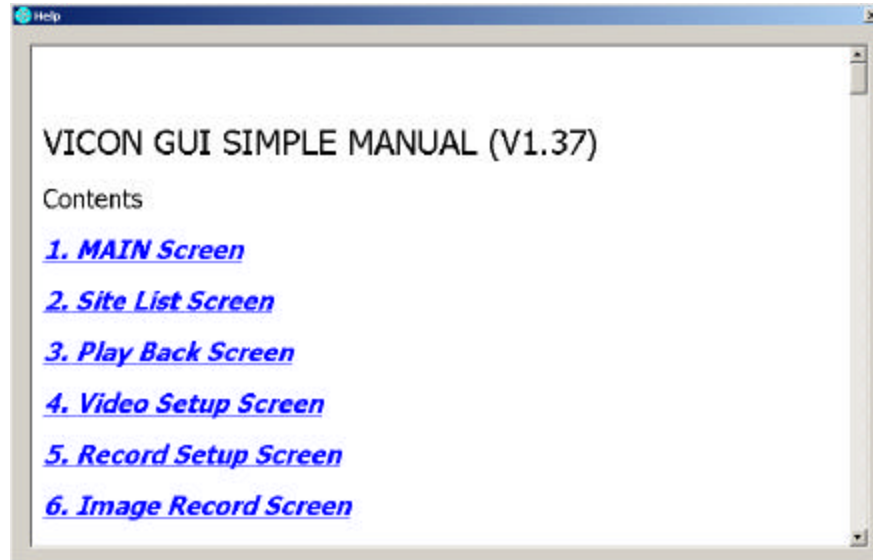 Help
VICON GUI SIMPLE MANUAL (V1.37)
Contents
1. MAIN Screen
2. Site List Screen
3. Play Back Screen
4. Video Setup Screen
5. Record Setup Screen
6. Image Record Screen